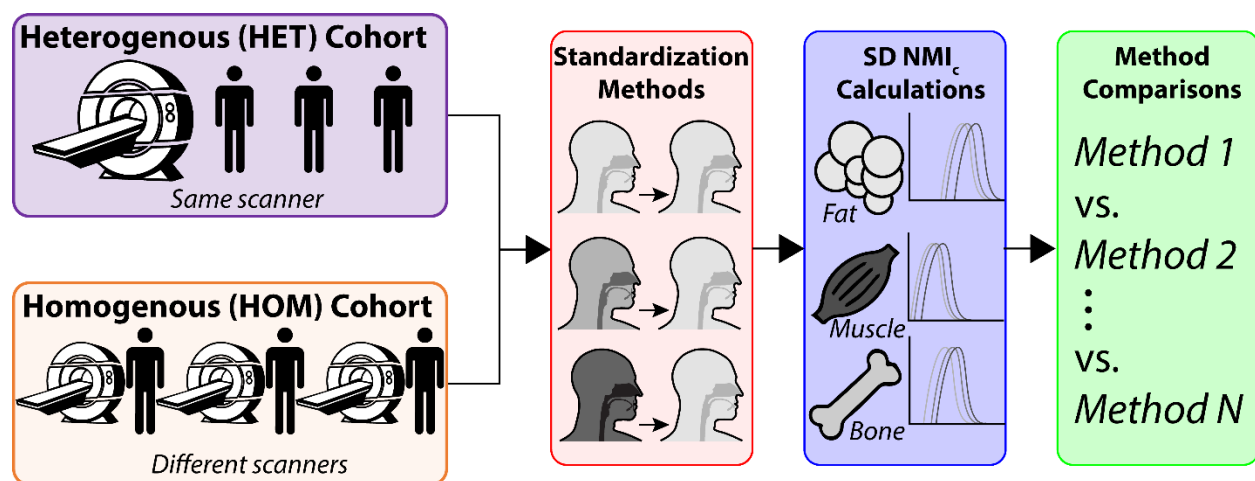 Heterogenous (HET) Cohort
Same scanner
Homogenous (HOM) Cohort
Different scanners
Standardization
Methods
SD NMIc
Calculations
Fat
Muscle
Bone
Method
Comparisons
Method 1
vs.
Method 2
⋮
vs.
Method N